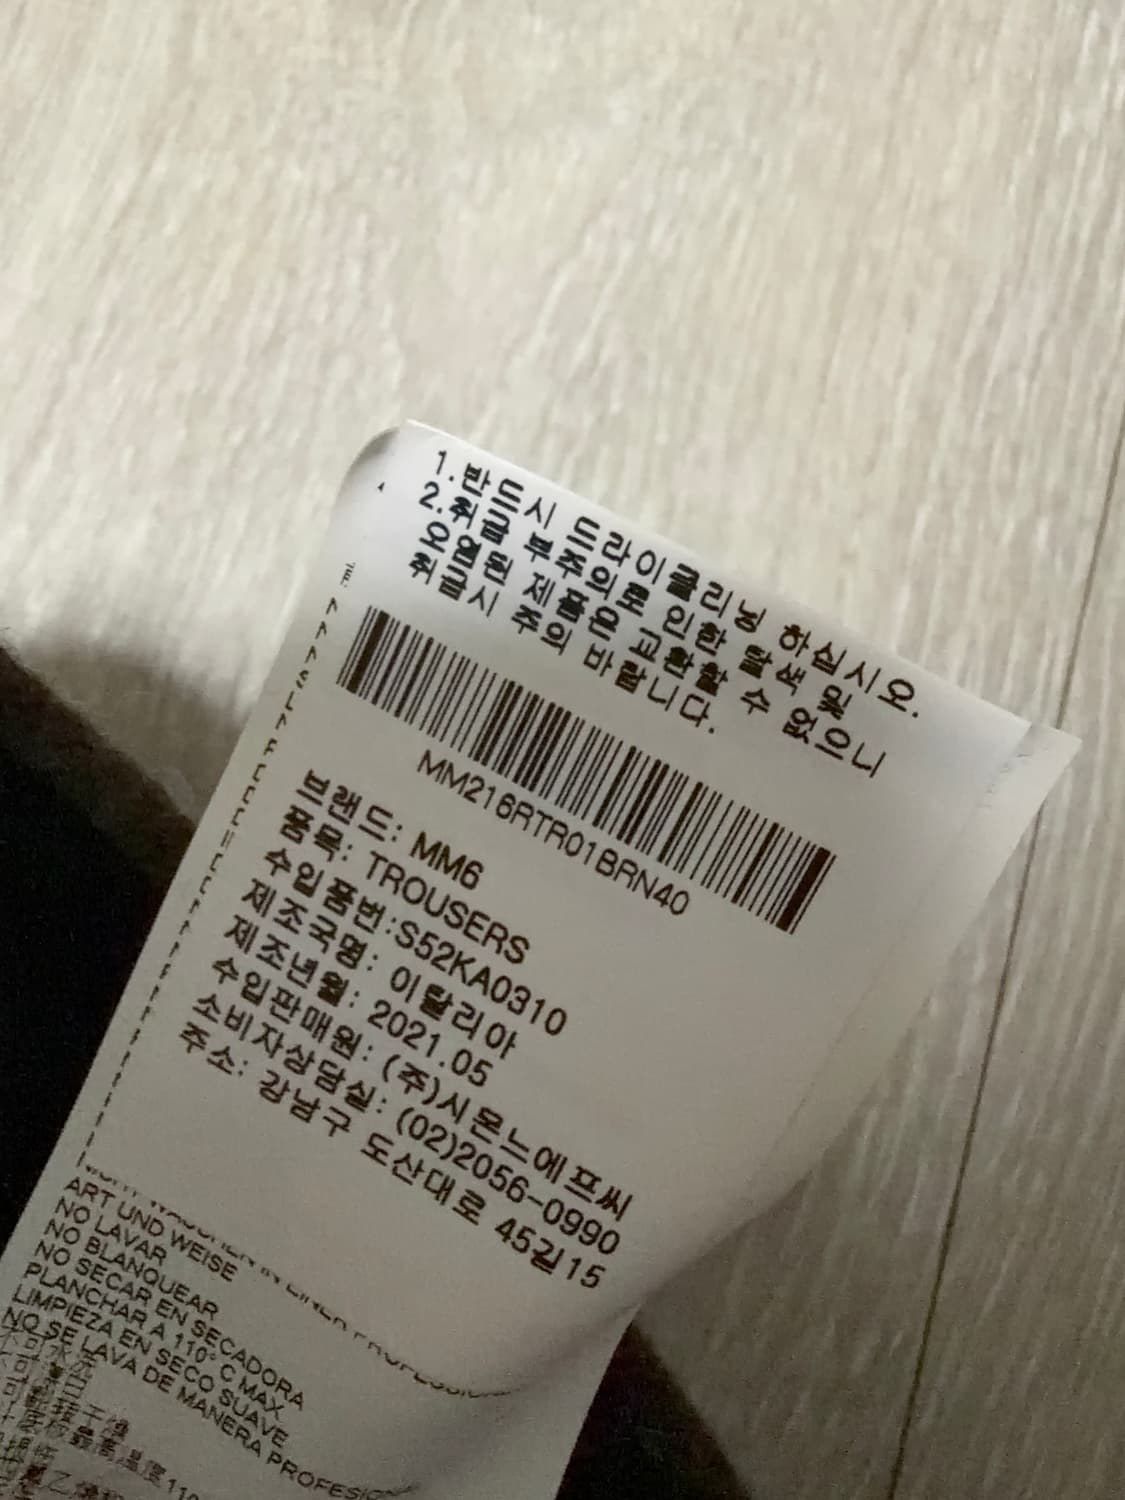 1.반드시 드라이클리닝 하십시오.
2.취급 부주의로 인한 탈색 및
오염된 제품은 교환할 수 없으니
취급시 주의 바랍니다.
MM216RTR01BRN40
브랜드: MM6
품목: TROUSERS
수입품번:S52KA0310
제조국명: 이탈리아
제조년월: 2021.05
수입판매원: (주)시몬느에프씨
소비자상담실: (02)2056-0990
주소: 강남구 도산대로 45길15
ART UND WEISE
NO LAVAR
NO BLANQUEAR
NO SECAR EN SECADORA
PLANCHAR A 110° C MAX
LIMPIEZA EN SECO SUAVE
NO SE LAVA DE MANERA